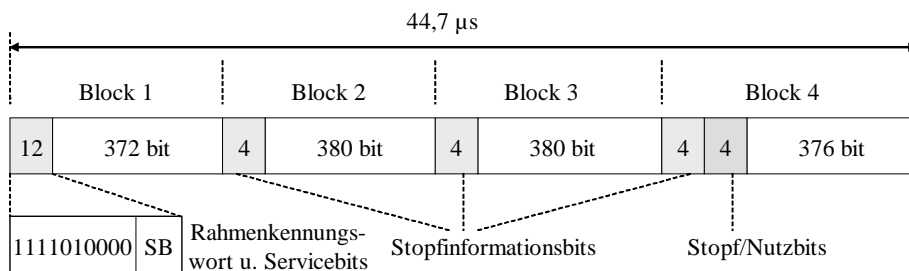 44,7 µs
Block 1 Block 2 Block 3 Block 4
12 372 bit 4 380 bit 4 380 bit 4 4 376 bit
1111010000 SB
Rahmenkennungs-
wort u. Servicebits
Stopfinformationsbits
Stopf/Nutzbits